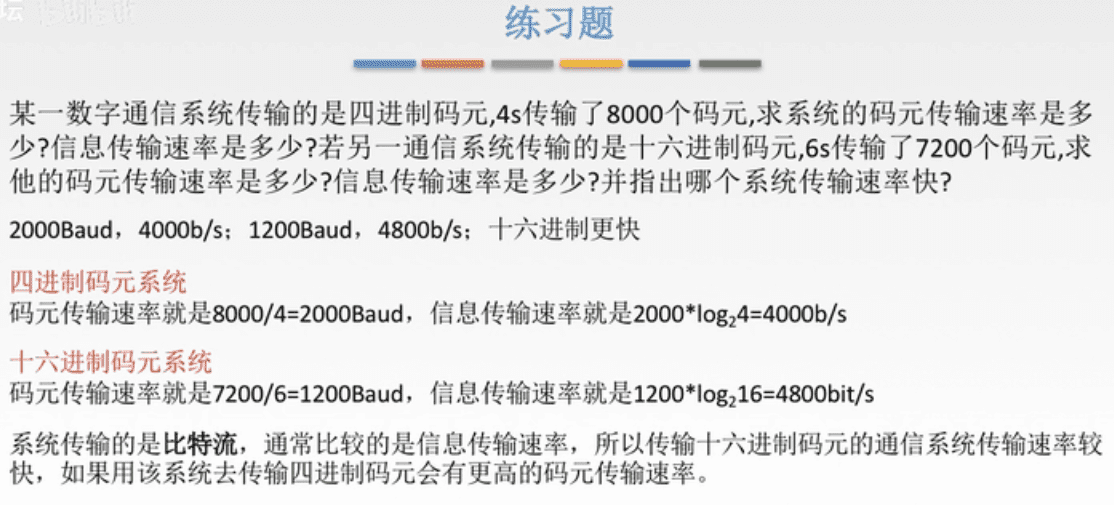 坛
练习题
某一数字通信系统传输的是四进制码元,4s传输了8000个码元,求系统的码元传输速率是多
少?信息传输速率是多少?若另一通信系统传输的是十六进制码元,6s传输了7200个码元,求
他的码元传输速率是多少?信息传输速率是多少?并指出哪个系统传输速率快?
2000Baud，4000b/s；1200Baud，4800b/s；十六进制更快
四进制码元系统
码元传输速率就是8000/4=2000Baud，信息传输速率就是2000*log₂4=4000b/s
十六进制码元系统
码元传输速率就是7200/6=1200Baud，信息传输速率就是1200*log₂16=4800bit/s
系统传输的是比特流，通常比较的是信息传输速率，所以传输十六进制码元的通信系统传输速率较
快，如果用该系统去传输四进制码元会有更高的码元传输速率。